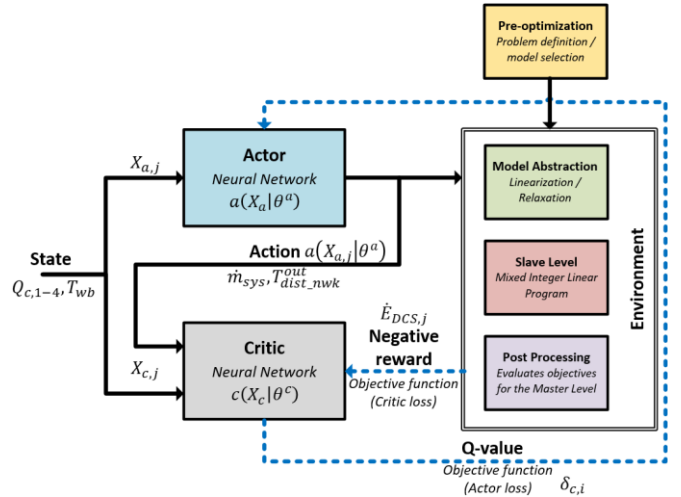 Pre-optimization
Problem definition /
model selection
Actor
Neural Network
a(X_a|θ^a)
X_{a,j}
Model Abstraction
Linearization /
Relaxation
State
Q_{c,1-4}, T_{wb}
Action a(X_{a,j}|θ^a)
ṁ_{sys}, T_{dist_nwk}^{out}
Slave Level
Mixed Integer Linear
Program
Environment
X_{c,j}
Critic
Neural Network
c(X_c|θ^c)
Ė_{DCS,j}
Negative
reward
Objective function
(Critic loss)
Post Processing
Evaluates objectives
for the Master Level
Q-value
Objective function
(Actor loss) δ_{c,i}